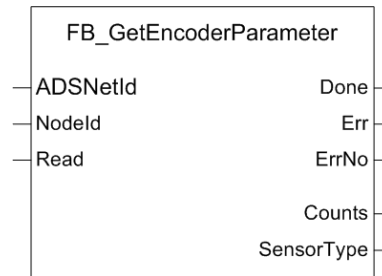 FB_GetEncoderParameter
ADSNetId Done
NodeId Err
Read ErrNo
Counts
SensorType